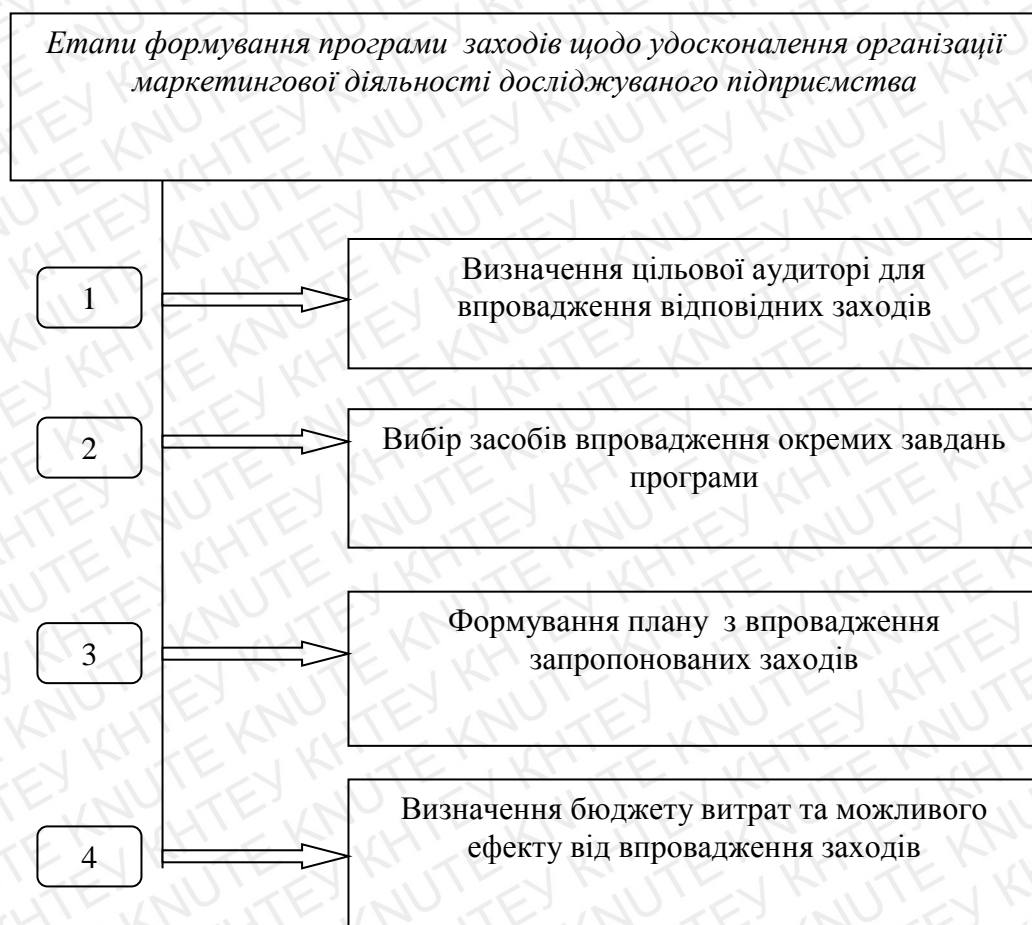 Етапи формування програми  заходів щодо удосконалення організації
маркетингової діяльності досліджуваного підприємства
1
Визначення цільової аудиторі для
впровадження відповідних заходів
2
Вибір засобів впровадження окремих завдань
програми
3
Формування плану  з впровадження
запропонованих заходів
4
Визначення бюджету витрат та можливого
ефекту від впровадження заходів